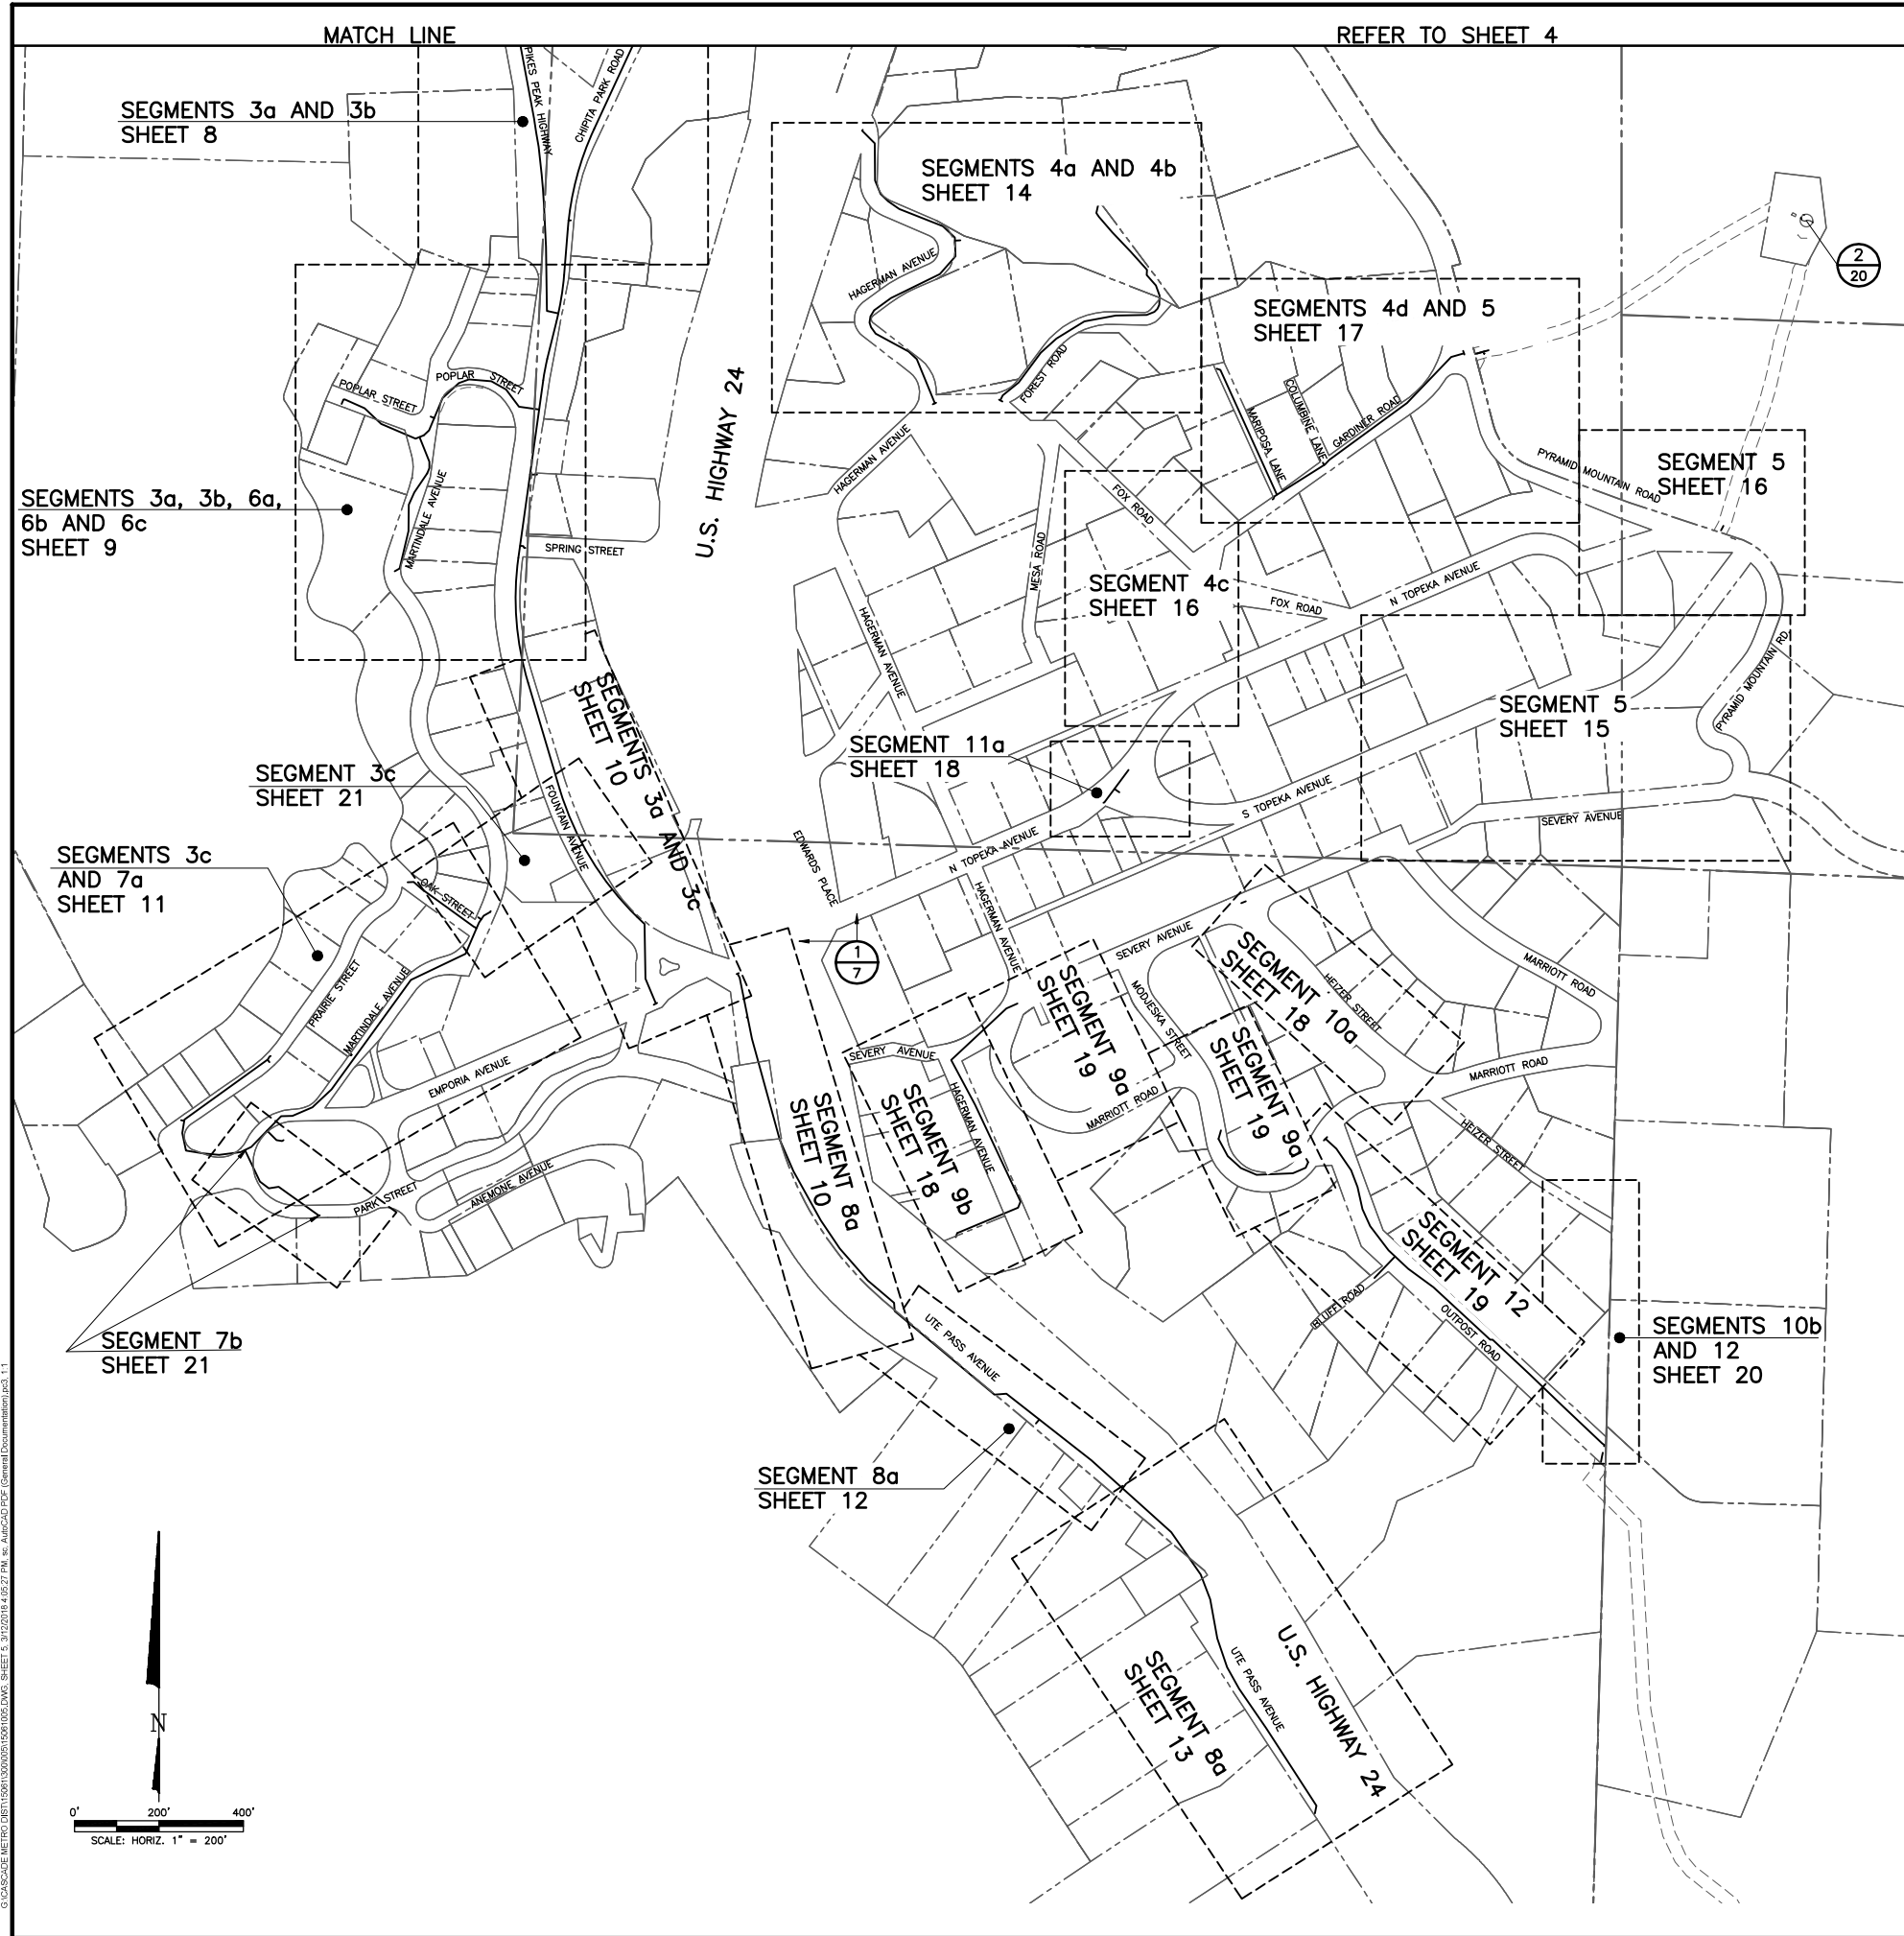 MATCH LINE
REFER TO SHEET 4
SEGMENTS 3a AND 3b
SHEET 8
PIKES PEAK HIGHWAY
CHIPITA PARK ROAD
SEGMENTS 4a AND 4b
SHEET 14
HAGERMAN AVENUE
2
20
SEGMENTS 4d AND 5
SHEET 17
POPLAR STREET
POPLAR STREET
U.S. HIGHWAY 24
FOREST ROAD
MARIPOSA LANE
COLUMBINE LANE
GARDINER ROAD
HAGERMAN AVENUE
PYRAMID MOUNTAIN ROAD
SEGMENT 5
SHEET 16
SEGMENTS 3a, 3b, 6a,
6b AND 6c
SHEET 9
MARTINDALE AVENUE
SPRING STREET
FOX ROAD
MESA ROAD
SEGMENT 4c
SHEET 16
FOX ROAD
N TOPEKA AVENUE
HAGERMAN AVENUE
PYRAMID MOUNTAIN RD
SEGMENTS 3a AND 3c
SHEET 10
SEGMENT 5
SHEET 15
SEGMENT 11a
SHEET 18
SEGMENT 3c
SHEET 21
FOUNTAIN AVENUE
S TOPEKA AVENUE
SEVERY AVENUE
EDWARDS PLACE
N TOPEKA AVENUE
SEGMENTS 3c
AND 7a
SHEET 11
OAK STREET
HAGERMAN AVENUE
1
7
SEVERY AVENUE
SEGMENT 10a
SHEET 18
HEIZER STREET
MARRIOTT ROAD
PRAIRIE STREET
MARTINDALE AVENUE
SEGMENT 9a
SHEET 19
MODJESKA STREET
SEGMENT 9a
SHEET 19
EMPORIA AVENUE
SEVERY AVENUE
MARRIOTT ROAD
MARRIOTT ROAD
SEGMENT 8a
SHEET 10
SEGMENT 9b
SHEET 18
HAGERMAN AVENUE
HEIZER STREET
PARK STREET
ANEMONE AVENUE
SEGMENT 12
SHEET 19
BLUFF ROAD
OUTPOST ROAD
SEGMENT 7b
SHEET 21
UTE PASS AVENUE
SEGMENTS 10b
AND 12
SHEET 20
SEGMENT 8a
SHEET 12
SEGMENT 8a
SHEET 13
UTE PASS AVENUE
U.S. HIGHWAY 24
N
0' 200' 400'
SCALE: HORIZ. 1" = 200'